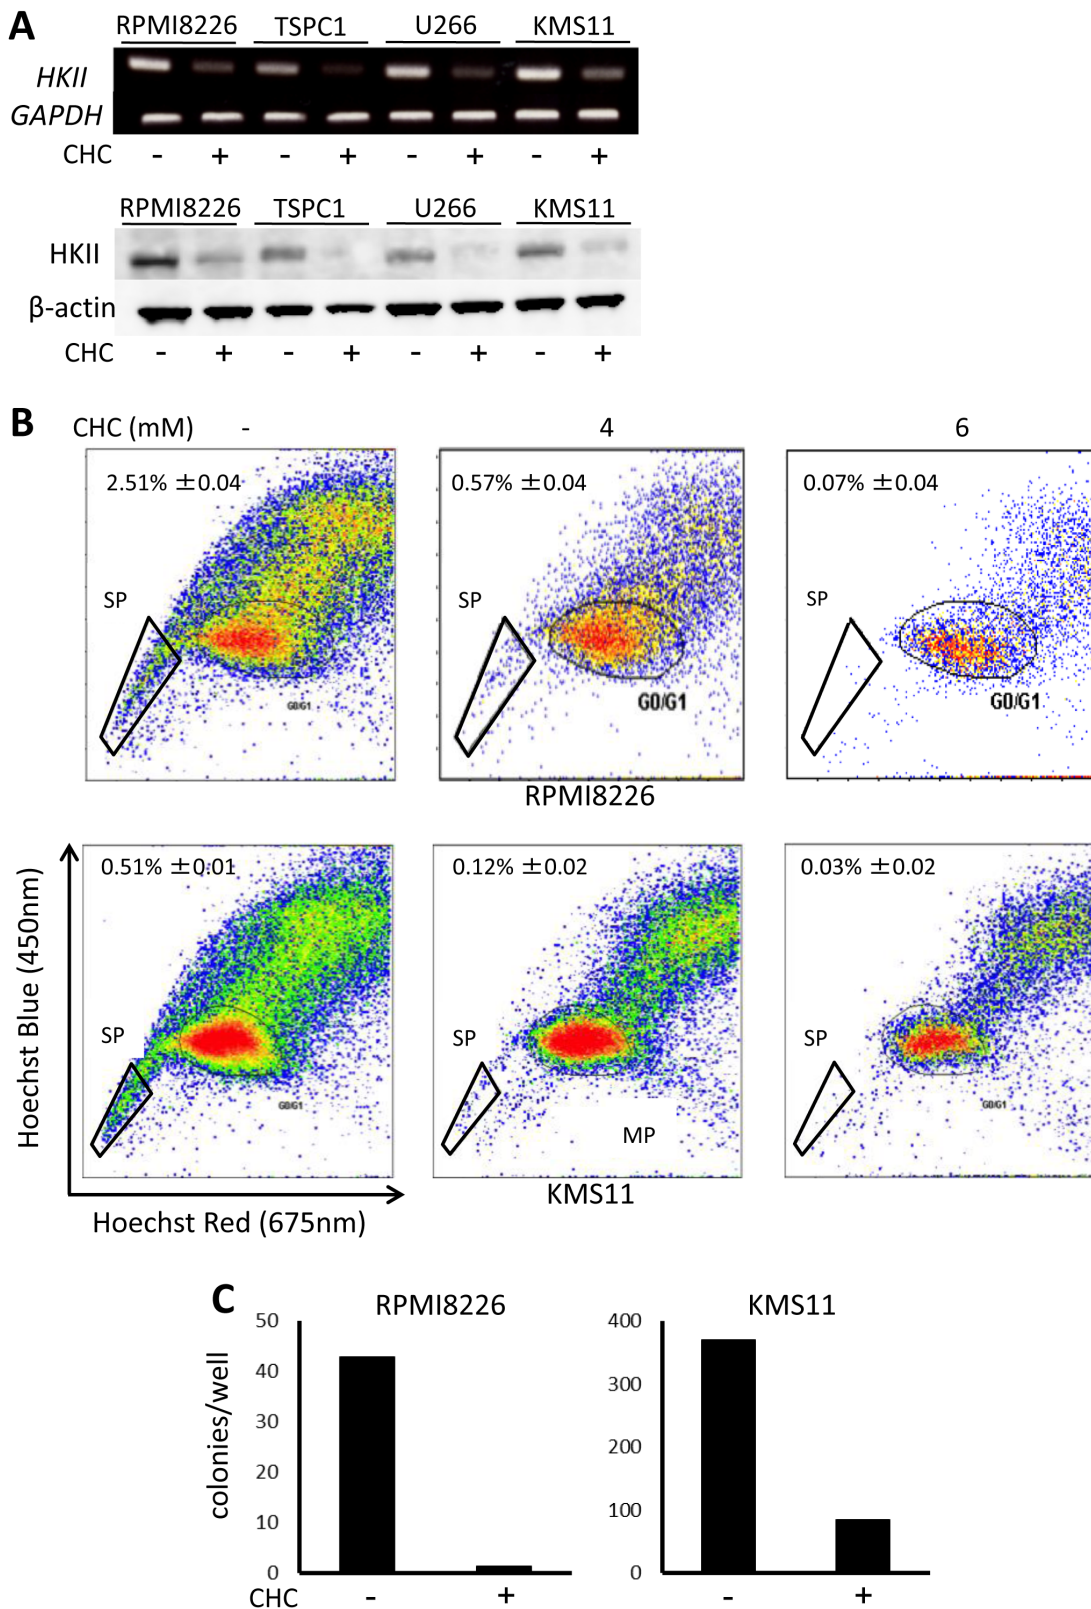 A
RPMI8226 TSPC1 U266 KMS11
HKII
GAPDH
CHC - + - + - + - +
RPMI8226 TSPC1 U266 KMS11
HKII
β-actin
CHC - + - + - + - +
B
CHC (mM) - 4 6
2.51% ±0.04 0.57% ±0.04 0.07% ±0.04
SP SP SP
G0/G1 G0/G1 G0/G1
RPMI8226
0.51% ±0.01 0.12% ±0.02 0.03% ±0.02
SP SP SP
G0/G1 G0/G1
MP
KMS11
Hoechst Blue (450nm)
Hoechst Red (675nm)
C
RPMI8226 KMS11
colonies/well
50 400
40 300
30
20 200
10 100
0 0
CHC - + - +